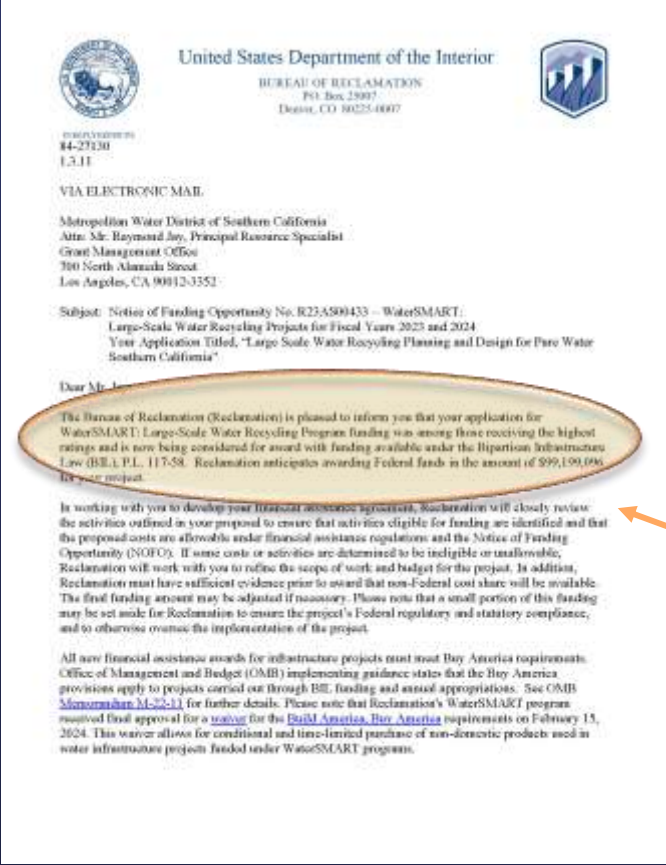 United States Department of the Interior
BUREAU OF RECLAMATION
P.O. Box 25007
Denver, CO 80225-0007
IN REPLY REFER TO:
84-27130
1.3.11
VIA ELECTRONIC MAIL
Metropolitan Water District of Southern California
Attn: Mr. Raymond Jay, Principal Resource Specialist
Grant Management Office
700 North Alameda Street
Los Angeles, CA 90012-3352
Subject: Notice of Funding Opportunity No. R23AS00433 – WaterSMART:
Large-Scale Water Recycling Projects for Fiscal Years 2023 and 2024
Your Application Titled, “Large Scale Water Recycling Planning and Design for Pure Water
Southern California”
Dear Mr.
The Bureau of Reclamation (Reclamation) is pleased to inform you that your application for
WaterSMART: Large-Scale Water Recycling Program funding was among those receiving the highest
ratings and is now being considered for award with funding available under the Bipartisan Infrastructure
Law (BIL), P.L. 117-58. Reclamation anticipates awarding Federal funds in the amount of $99,199,096
for your project.
In working with you to develop your financial assistance agreement, Reclamation will closely review
the activities outlined in your proposal to ensure that activities eligible for funding are identified and that
the proposed costs are allowable under financial assistance regulations and the Notice of Funding
Opportunity (NOFO). If some costs or activities are determined to be ineligible or unallowable,
Reclamation will work with you to refine the scope of work and budget for the project. In addition,
Reclamation must have sufficient evidence prior to award that non-Federal cost share will be available.
The final funding amount may be adjusted if necessary. Please note that a small portion of this funding
may be set aside for Reclamation to ensure the project’s Federal regulatory and statutory compliance,
and to otherwise oversee the implementation of the project.
All new financial assistance awards for infrastructure projects must meet Buy America requirements.
Office of Management and Budget (OMB) implementing guidance states that the Buy America
provisions apply to projects carried out through BIL funding and annual appropriations. See OMB
Memorandum M-22-11 for further details. Please note that Reclamation’s WaterSMART program
received final approval for a waiver for the Build America, Buy America requirements on February 15,
2024. This waiver allows for conditional and time-limited purchase of non-domestic products used in
water infrastructure projects funded under WaterSMART programs.